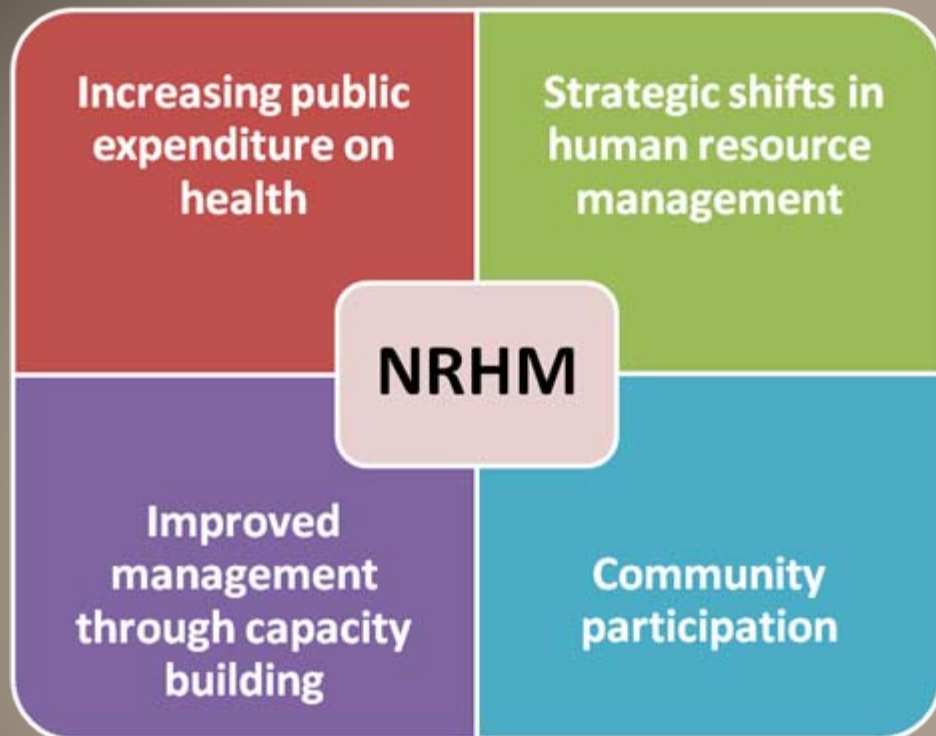 Increasing public
expenditure on
health
Strategic shifts in
human resource
management
NRHM
Improved
management
through capacity
building
Community
participation